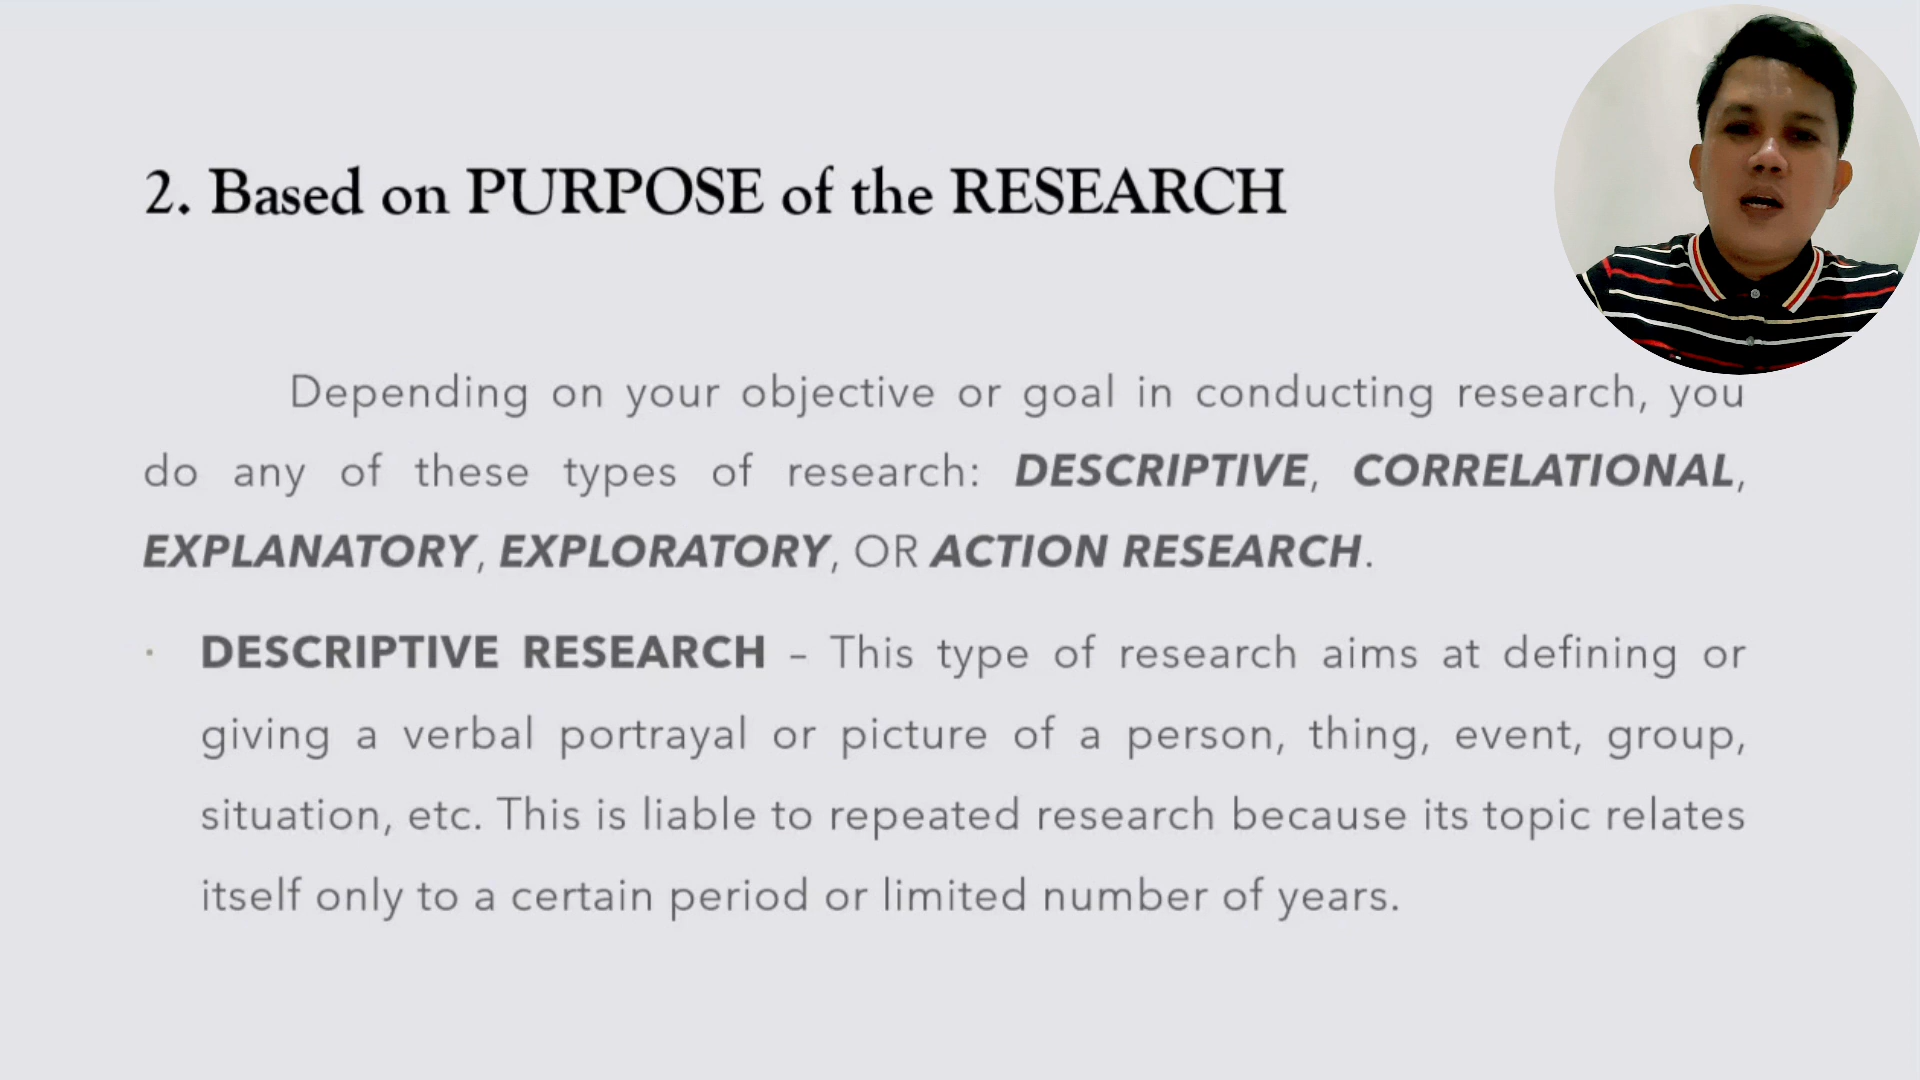 2. Based on PURPOSE of the RESEARCH
Depending on your objective or goal in conducting research, you
do any of these types of research: DESCRIPTIVE, CORRELATIONAL,
EXPLANATORY, EXPLORATORY, OR ACTION RESEARCH.
· DESCRIPTIVE RESEARCH – This type of research aims at defining or
giving a verbal portrayal or picture of a person, thing, event, group,
situation, etc. This is liable to repeated research because its topic relates
itself only to a certain period or limited number of years.